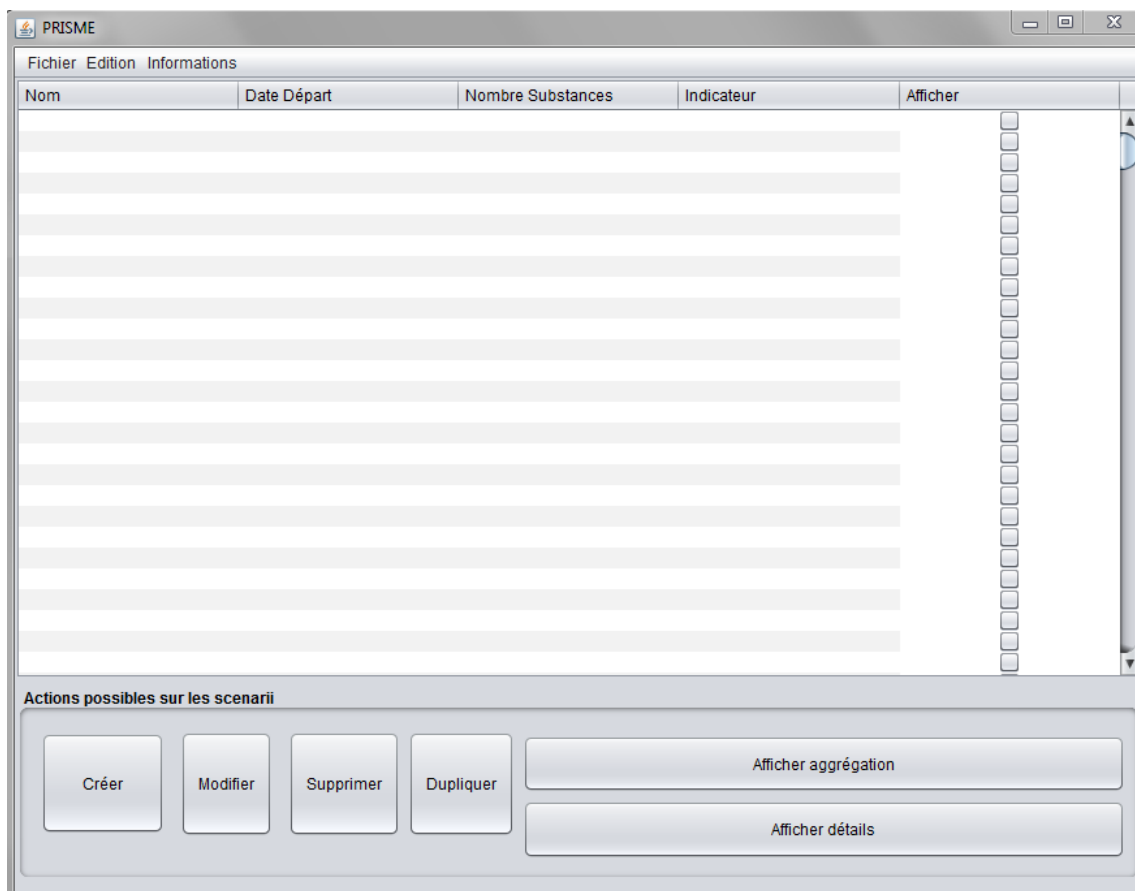 PRISME
Fichier Edition Informations
Nom Date Départ Nombre Substances Indicateur Afficher
Actions possibles sur les scenarii
Créer Modifier Supprimer Dupliquer Afficher aggrégation
Afficher détails